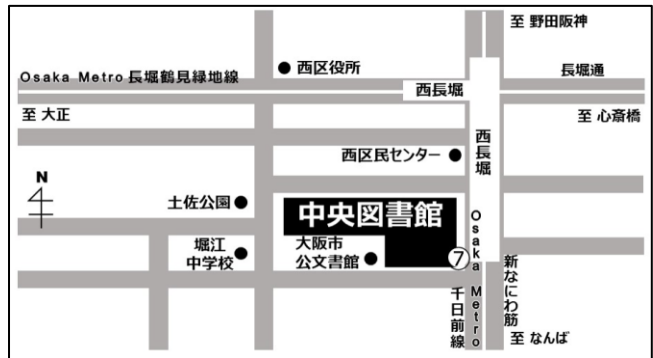 至 野田阪神
西区役所
Osaka Metro 長堀鶴見緑地線
長堀通
西長堀
至 大正
至 心斎橋
西長堀
西区民センター
N
土佐公園
中央図書館
堀江
中学校
大阪市
公文書館
⑦
Osaka Metro
千日前線
新なにわ筋
至 なんば